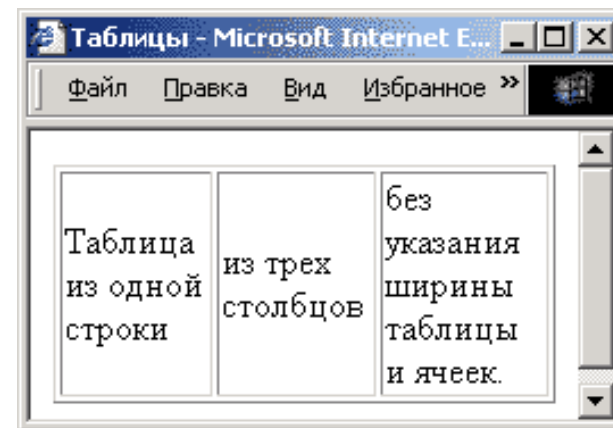 Таблицы - Microsoft Internet E...
Файл Правка Вид Избранное »
Таблица
из одной
строки
из трех
столбцов
без
указания
ширины
таблицы
и ячеек.